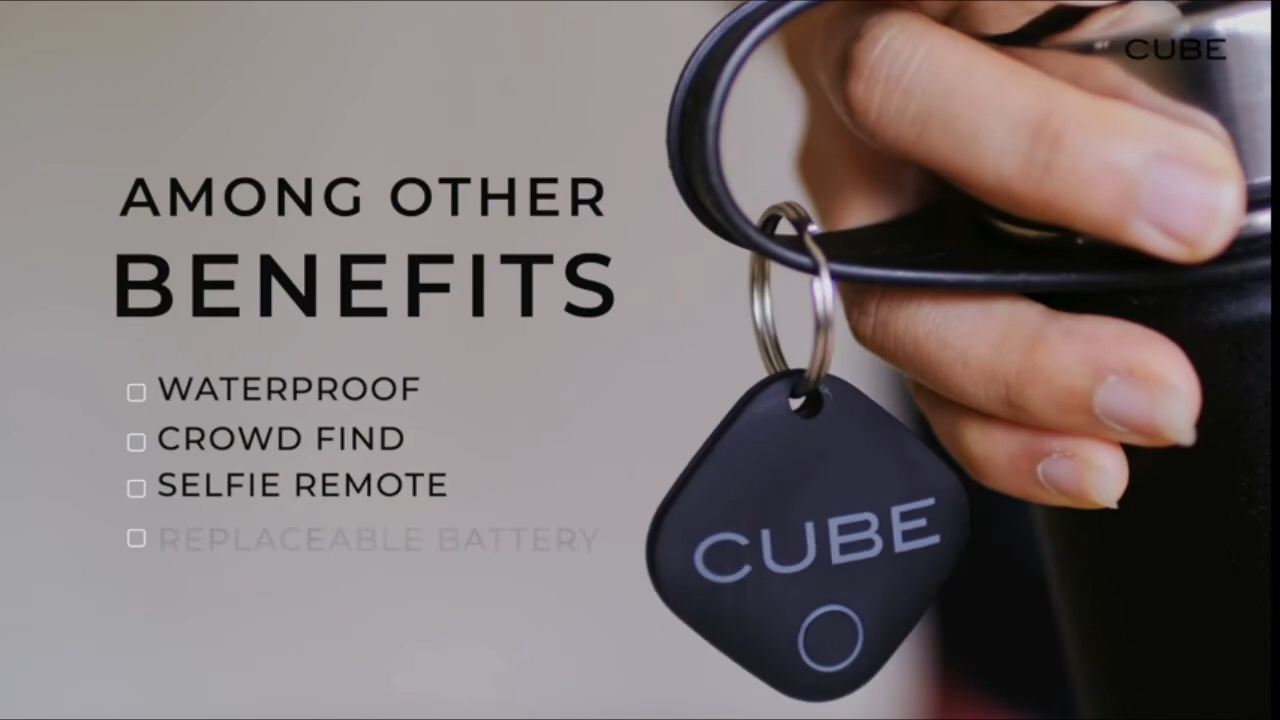 CUBE
AMONG OTHER
BENEFITS
WATERPROOF
CROWD FIND
SELFIE REMOTE
REPLACEABLE BATTERY
CUBE